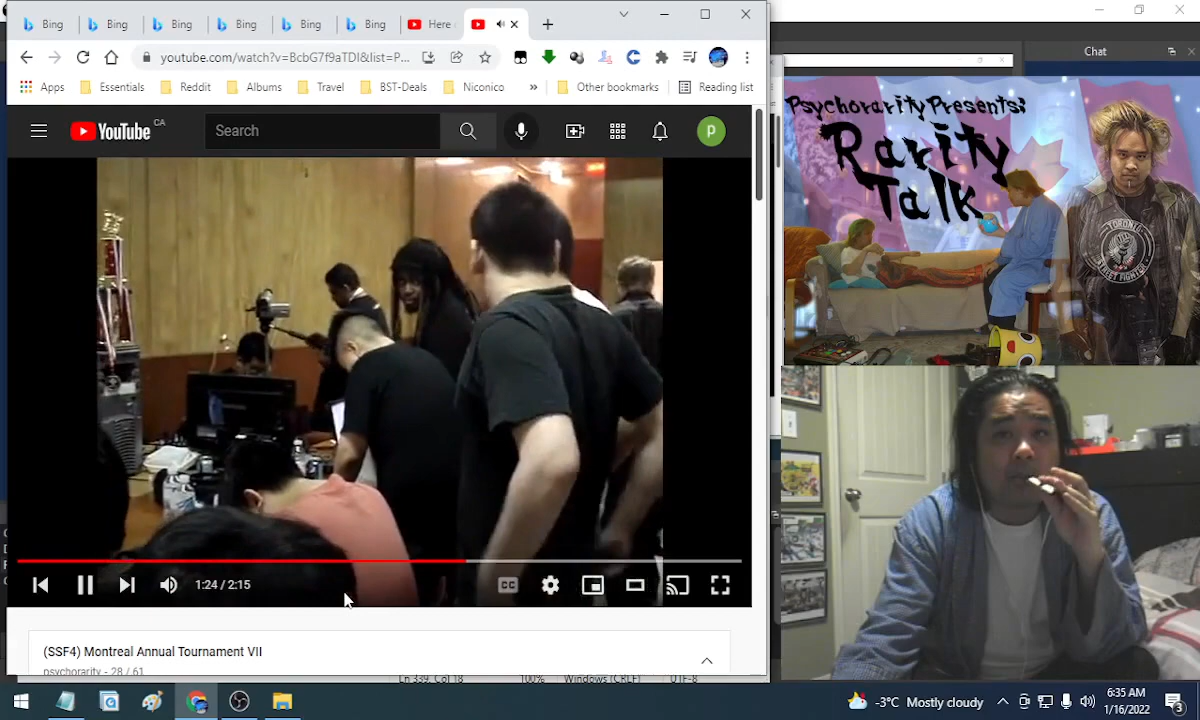 Bing
Bing
Bing
Bing
Bing
Bing
Here
youtube.com/watch?v=BcbG7f9aTDI&list=P...
Apps
Essentials
Reddit
Albums
Travel
BST-Deals
Niconico
»
Other bookmarks
Reading list
YouTube CA
Search
p
1:24 / 2:15
CC
(SSF4) Montreal Annual Tournament VII
psychorarity - 28 / 61
Ln 339, Col 18
100%
Windows (CRLF)
UTF-8
Chat
PsychorarityPresents:
Rarity
Talk
TORONTO
STREET FIGHTER
-3°C Mostly cloudy
6:35 AM
1/16/2022
3